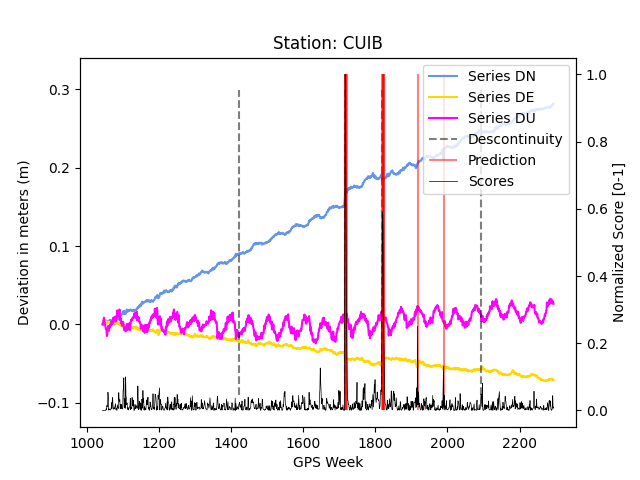 Station: CUIB
Series DN
Series DE
Series DU
Descontinuity
Prediction
Scores
0.3
0.2
0.1
0.0
−0.1
Deviation in meters (m)
1.0
0.8
0.6
0.4
0.2
0.0
Normalized Score [0-1]
1000 1200 1400 1600 1800 2000 2200
GPS Week